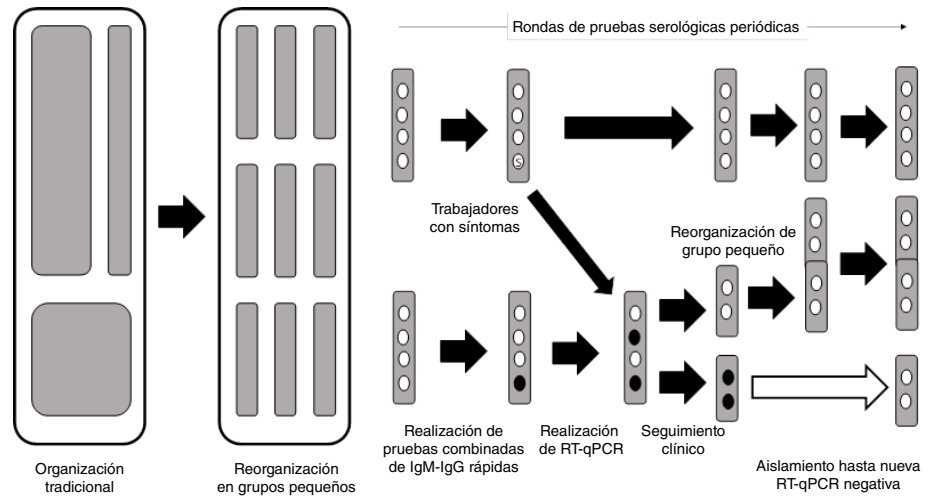 Rondas de pruebas serológicas periódicas
S
Trabajadores
con síntomas
Reorganización de
grupo pequeño
Realización de
pruebas combinadas
de IgM-IgG rápidas
Realización
de RT-qPCR
Seguimiento
clínico
Organización
tradicional
Reorganización
en grupos pequeños
Aislamiento hasta nueva
RT-qPCR negativa